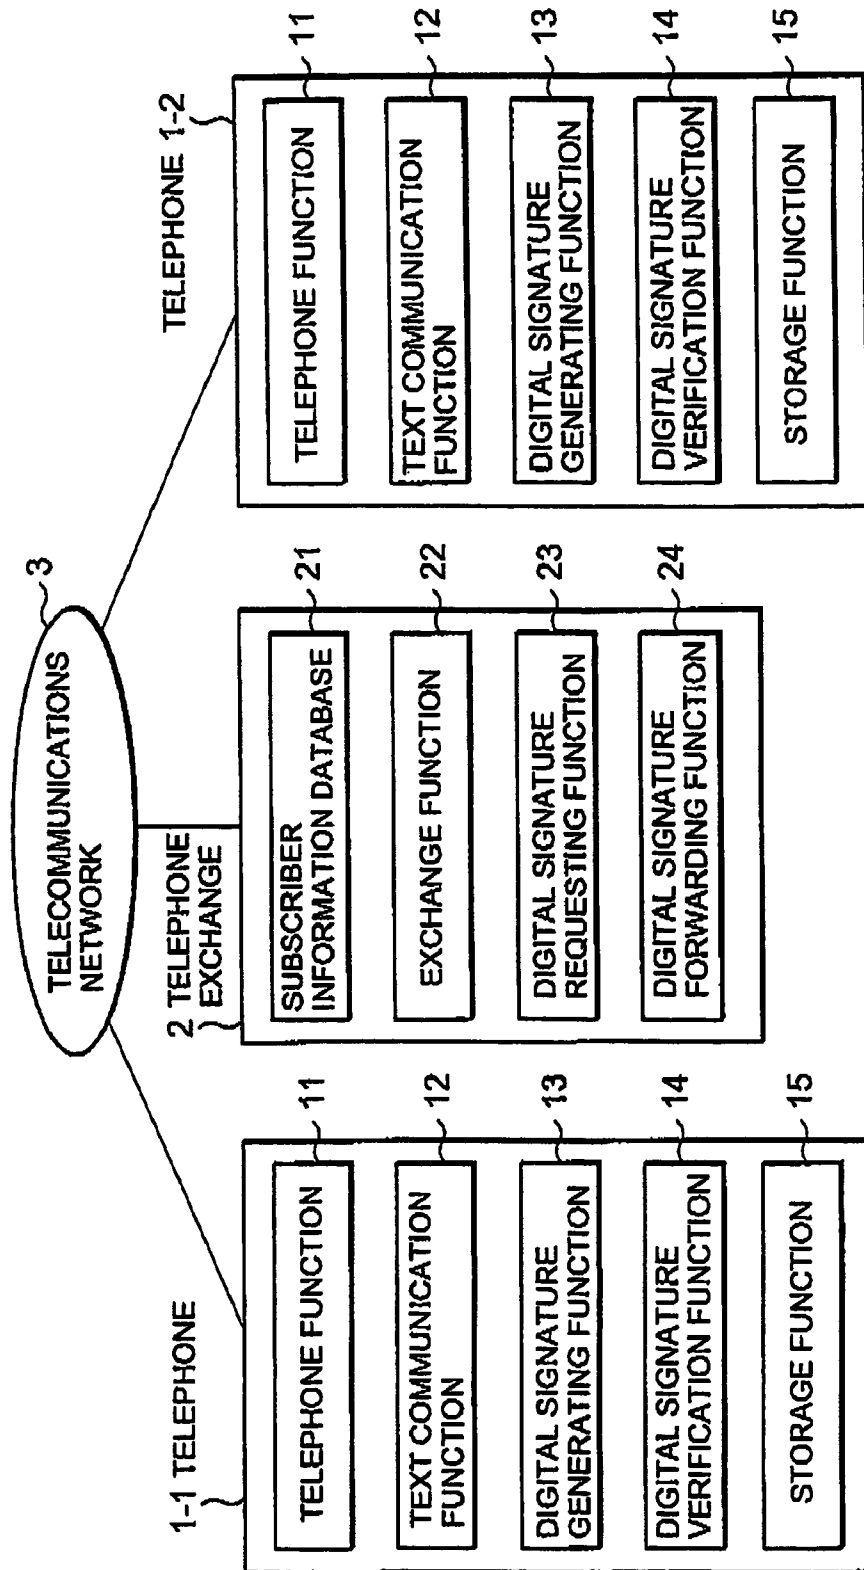 TELECOMMUNICATIONS
NETWORK
3
1-1 TELEPHONE
TELEPHONE FUNCTION
11
TEXT COMMUNICATION
FUNCTION
12
DIGITAL SIGNATURE
GENERATING FUNCTION
13
DIGITAL SIGNATURE
VERIFICATION FUNCTION
14
STORAGE FUNCTION
15
2 TELEPHONE
EXCHANGE
SUBSCRIBER
INFORMATION DATABASE
21
EXCHANGE FUNCTION
22
DIGITAL SIGNATURE
REQUESTING FUNCTION
23
DIGITAL SIGNATURE
FORWARDING FUNCTION
24
TELEPHONE 1-2
TELEPHONE FUNCTION
11
TEXT COMMUNICATION
FUNCTION
12
DIGITAL SIGNATURE
GENERATING FUNCTION
13
DIGITAL SIGNATURE
VERIFICATION FUNCTION
14
STORAGE FUNCTION
15